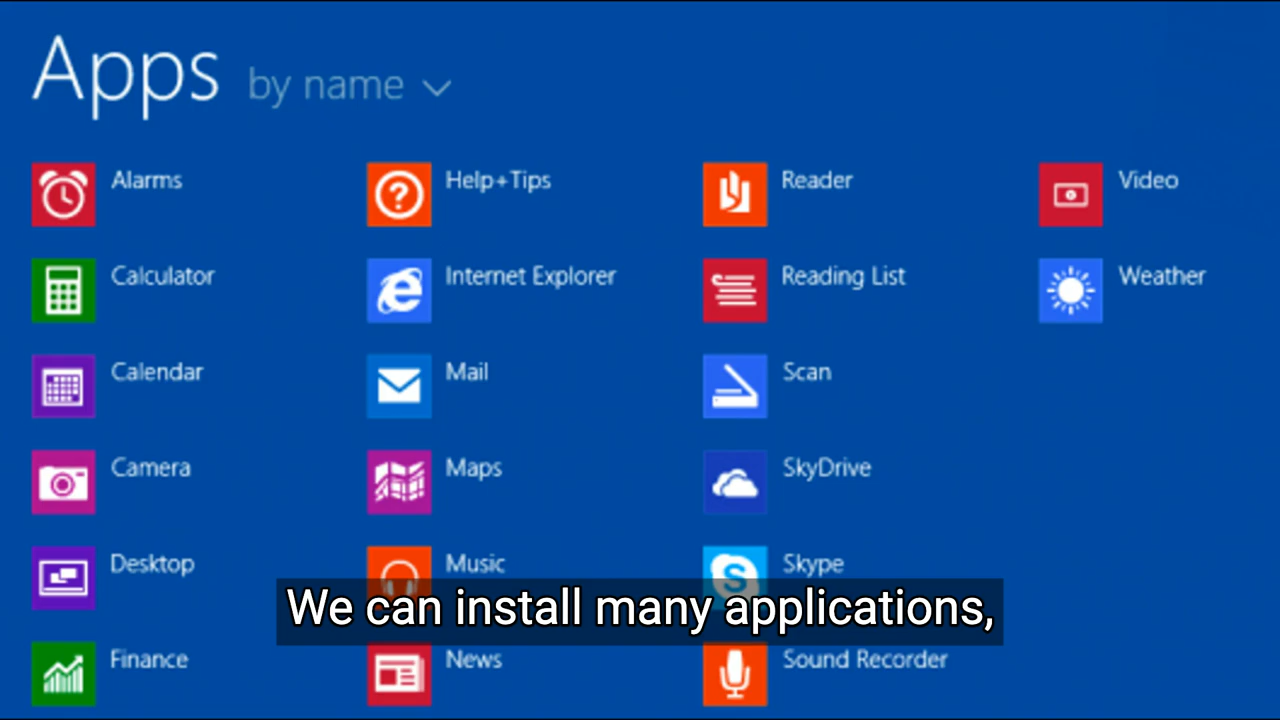 Apps by name
Alarms
Calculator
Calendar
Camera
Desktop
Finance
Help+Tips
Internet Explorer
Mail
Maps
Music
News
Reader
Reading List
Scan
SkyDrive
Skype
Sound Recorder
Video
Weather
We can install many applications,